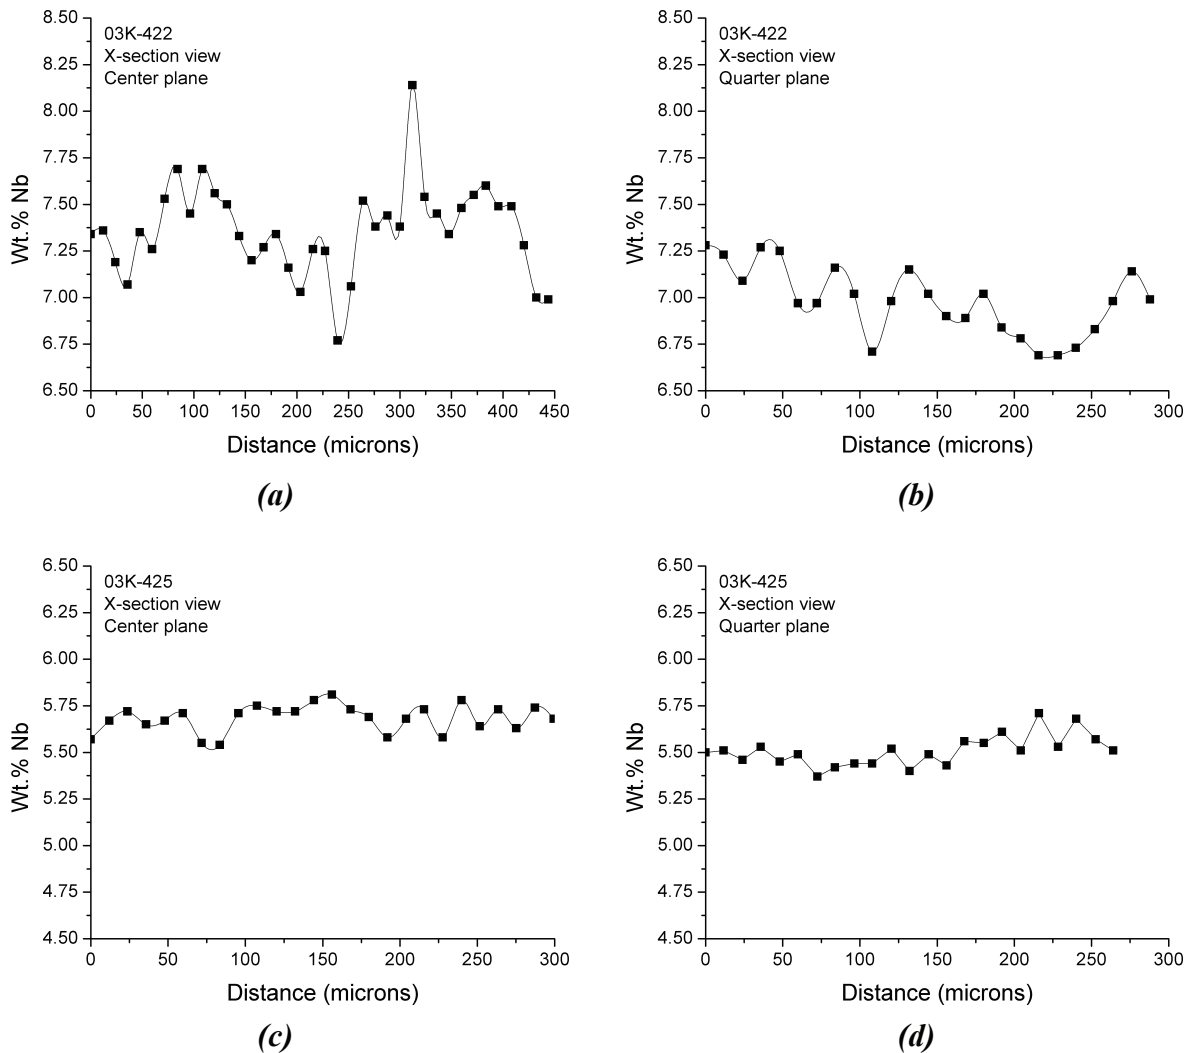 8.50
8.25
8.00
7.75
7.50
7.25
7.00
6.75
6.50
Wt.% Nb
03K-422
X-section view
Center plane
0 50 100 150 200 250 300 350 400 450
Distance (microns)
(a)
8.50
8.25
8.00
7.75
7.50
7.25
7.00
6.75
6.50
Wt.% Nb
03K-422
X-section view
Quarter plane
0 50 100 150 200 250 300
Distance (microns)
(b)
6.50
6.25
6.00
5.75
5.50
5.25
5.00
4.75
4.50
Wt.% Nb
03K-425
X-section view
Center plane
0 50 100 150 200 250 300
Distance (microns)
(c)
6.50
6.25
6.00
5.75
5.50
5.25
5.00
4.75
4.50
Wt.% Nb
03K-425
X-section view
Quarter plane
0 50 100 150 200 250 300
Distance (microns)
(d)